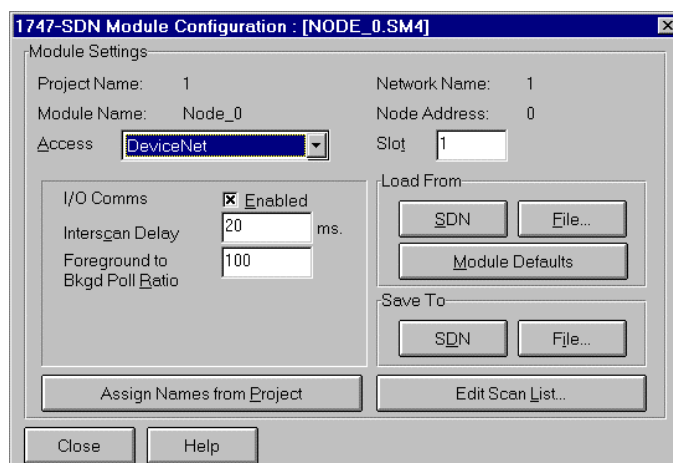 1747-SDN Module Configuration : [NODE_0.SM4]
Module Settings
Project Name: 1 Network Name: 1
Module Name: Node_0 Node Address: 0
Access DeviceNet Slot 1
I/O Comms Enabled
Interscan Delay 20 ms.
Foreground to Bkgd Poll Ratio 100
Load From
SDN File...
Module Defaults
Save To
SDN File...
Assign Names from Project Edit Scan List...
Close Help